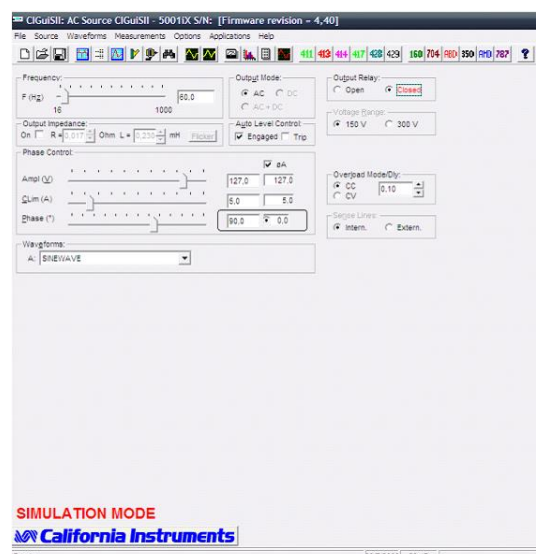 CIGuiSII: AC Source CIGuiSII - 5001iX S/N: [Firmware revision - 4,40]
File Source Waveforms Measurements Options Applications Help
411 413 414 417 428 429 160 704 ABD 350 AMD 787 ?
Frequency:
F (Hz)
16 1000
60.0
Output Mode:
AC DC
AC + DC
Output Relay:
Open Closed
Output Impedance:
On R = 0.017 Ohm L = 0.230 mH Flicker
Auto Level Control:
Engaged Trip
Voltage Range:
150 V 300 V
Phase Control:
øA
Ampl (V) 127.0 127.0
CLim (A) 6.0 5.0
Phase (°) 90.0 0.0
Overload Mode/Dly:
CC
CV
0,10
Sense Lines:
Intern. Extern.
Waveforms:
A: SINEWAVE
SIMULATION MODE
California Instruments